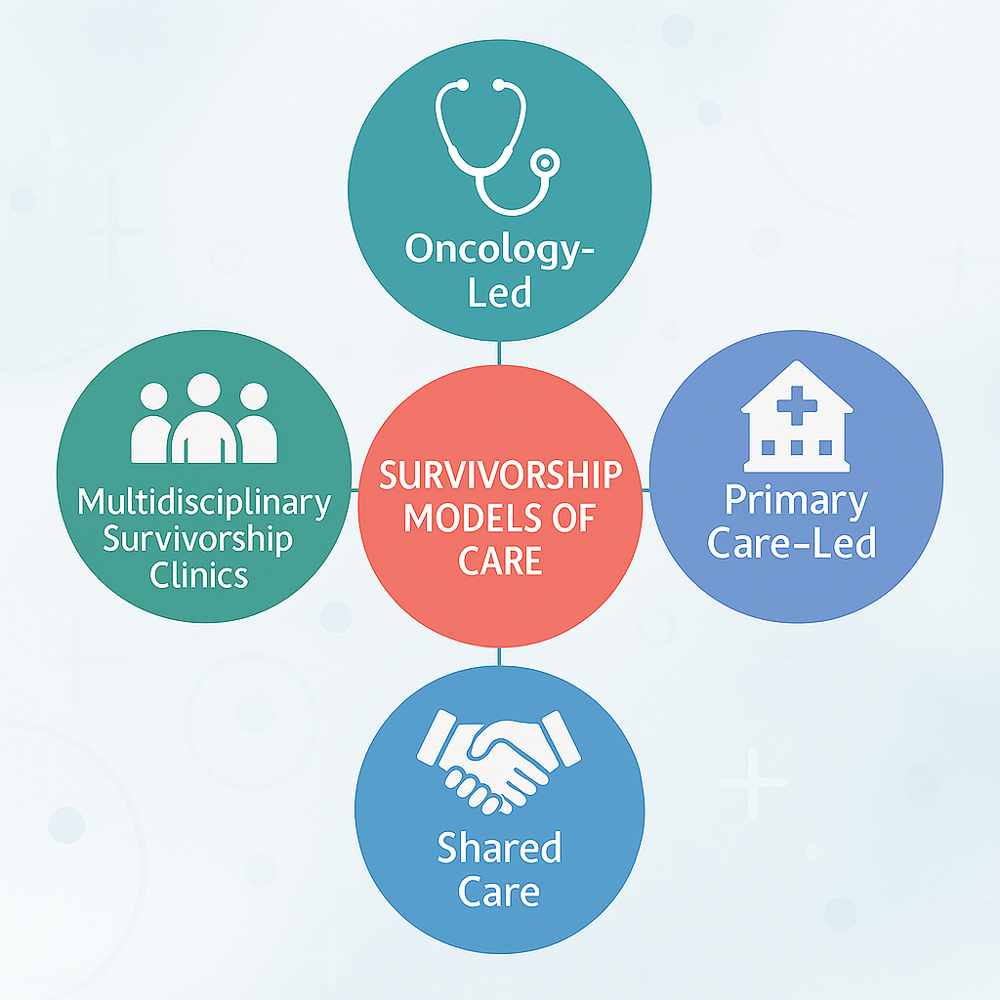 Oncology-
Led
Multidisciplinary
Survivorship
Clinics
SURVIVORSHIP
MODELS OF
CARE
Primary
Care-Led
Shared
Care